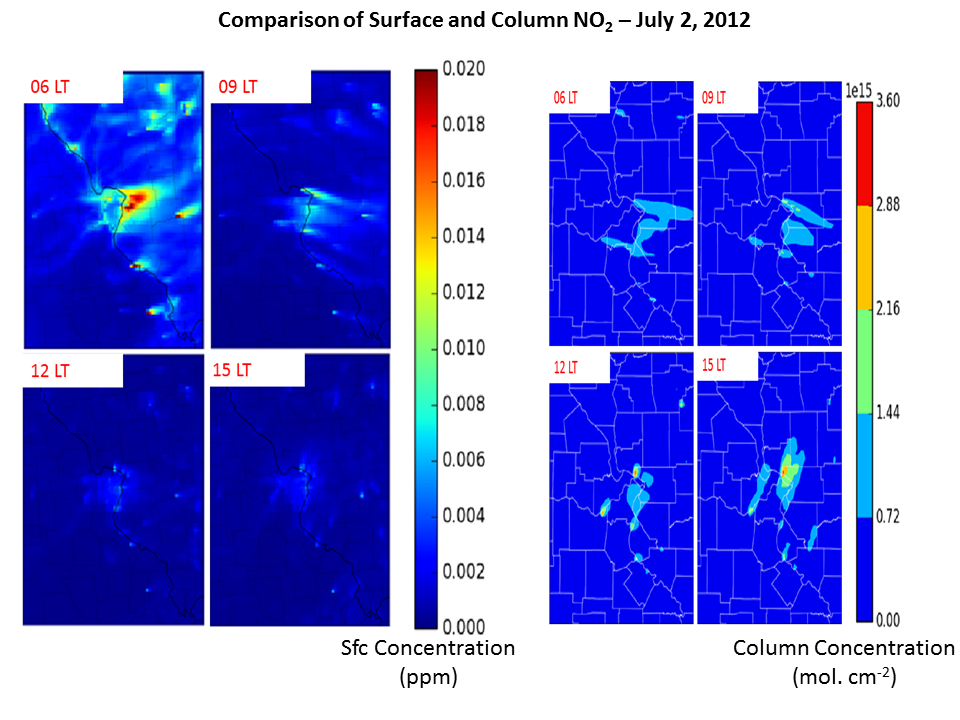 Comparison of Surface and Column NO₂ – July 2, 2012
06 LT
09 LT
12 LT
15 LT
0.020
0.018
0.016
0.014
0.012
0.010
0.008
0.006
0.004
0.002
0.000
Sfc Concentration
(ppm)
06 LT
09 LT
12 LT
15 LT
1e15
3.60
2.88
2.16
1.44
0.72
0.00
Column Concentration
(mol. cm⁻²)